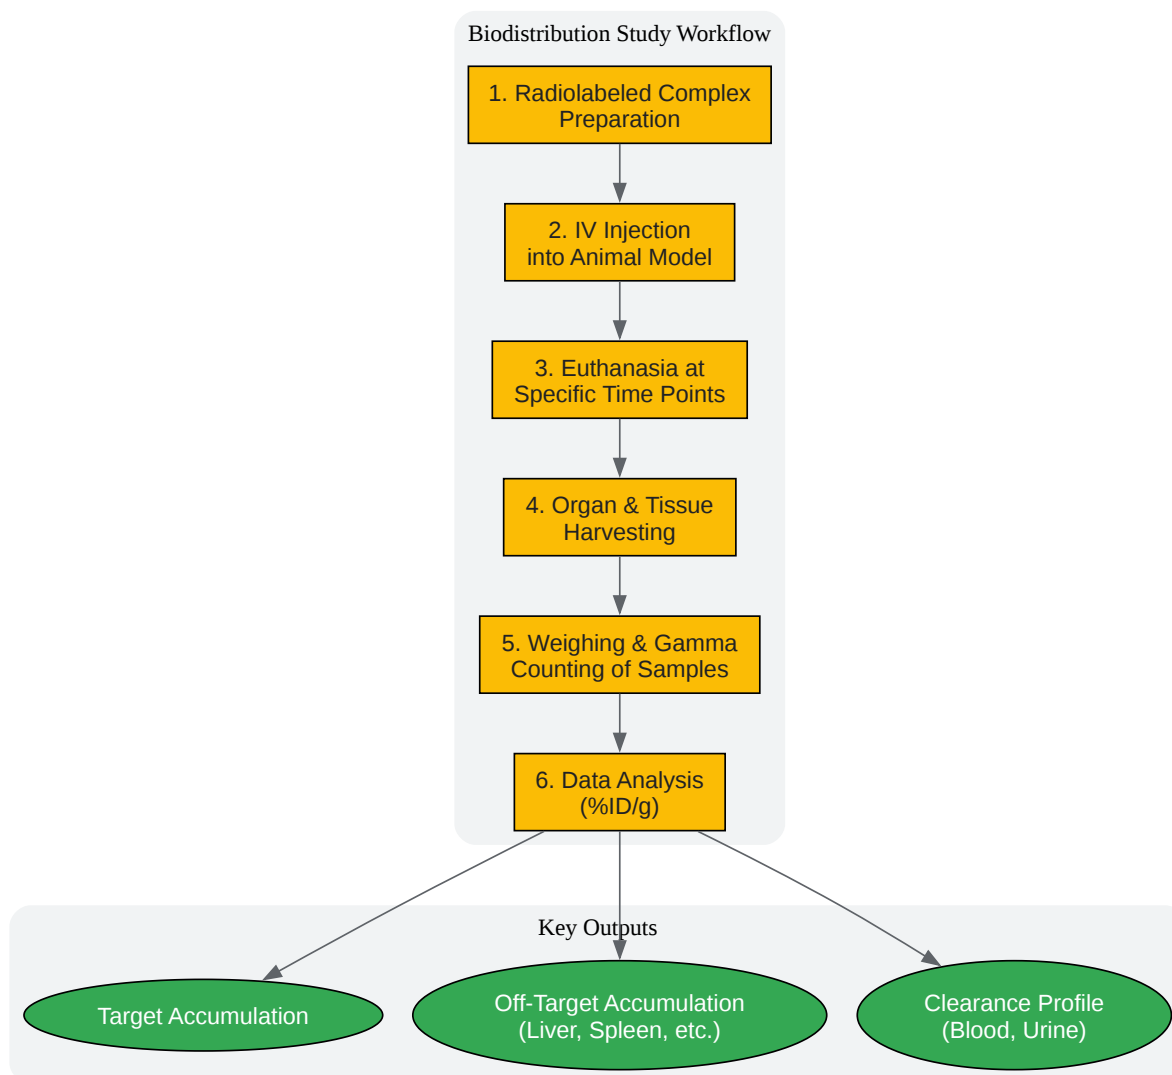 Biodistribution Study Workflow
1. Radiolabeled Complex
Preparation
2. IV Injection
into Animal Model
3. Euthanasia at
Specific Time Points
4. Organ & Tissue
Harvesting
5. Weighing & Gamma
Counting of Samples
6. Data Analysis
(%ID/g)
Key Outputs
Target Accumulation
Off-Target Accumulation
(Liver, Spleen, etc.)
Clearance Profile
(Blood, Urine)